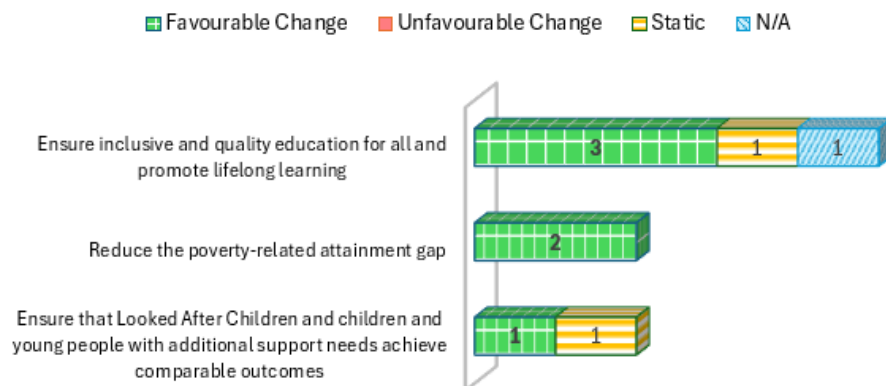 Favourable Change Unfavourable Change Static N/A
Ensure inclusive and quality education for all and
promote lifelong learning
3 1 1
Reduce the poverty-related attainment gap
2
Ensure that Looked After Children and children and
young people with additional support needs achieve
comparable outcomes
1 1